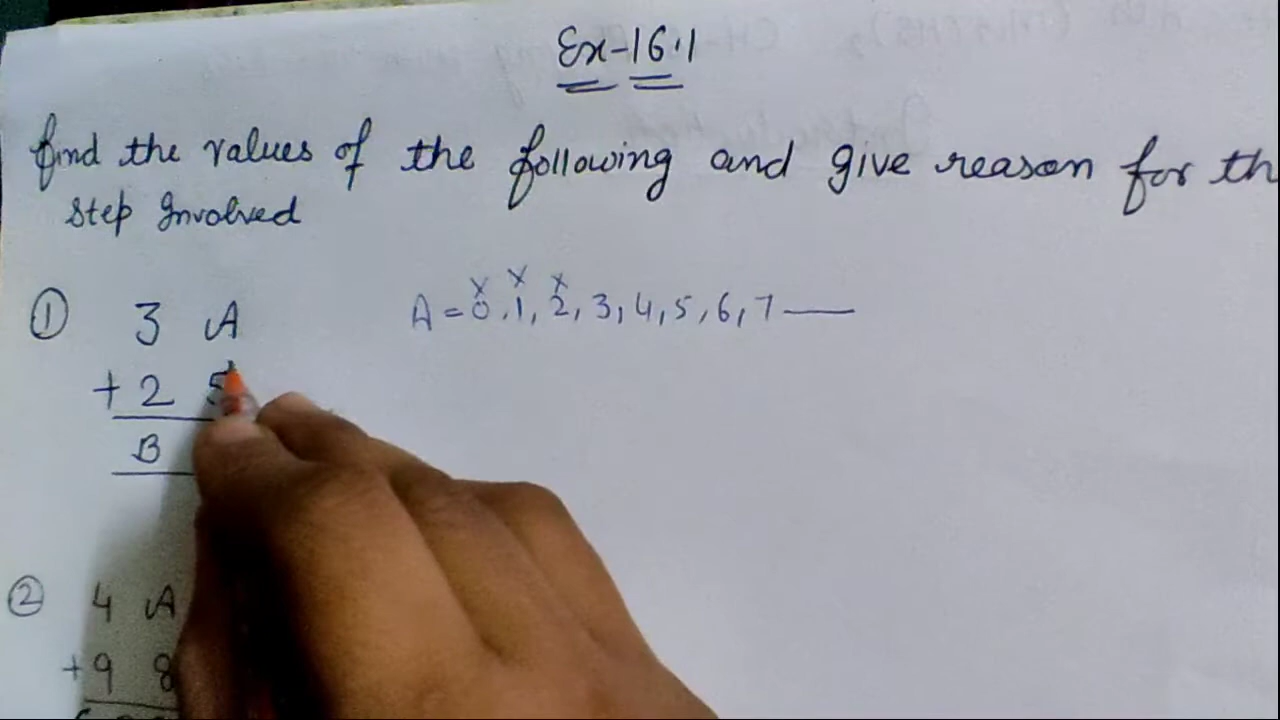 Ex-16.1
find the values of the following and give reason for th
step Involved
① 3 A
A = 0, 1, 2, 3, 4, 5, 6, 7
+ 2 5
B
② 4 A
+ 9 8